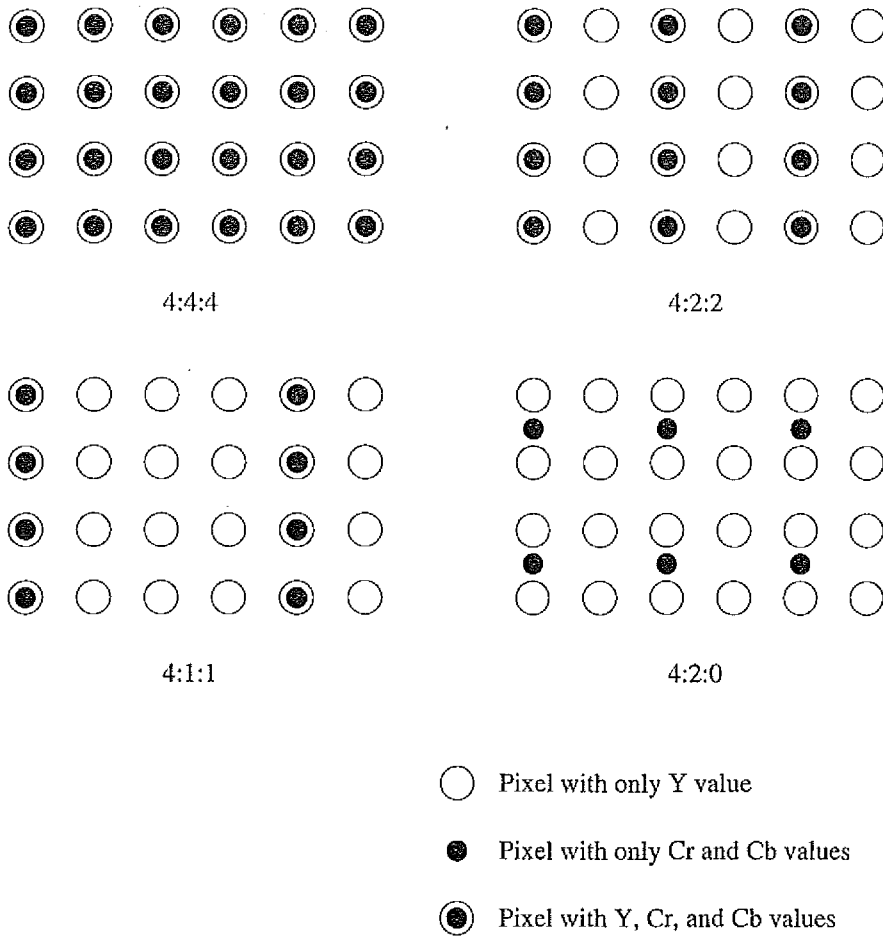 4:4:4
4:2:2
4:1:1
4:2:0
Pixel with only Y value
Pixel with only Cr and Cb values
Pixel with Y, Cr, and Cb values